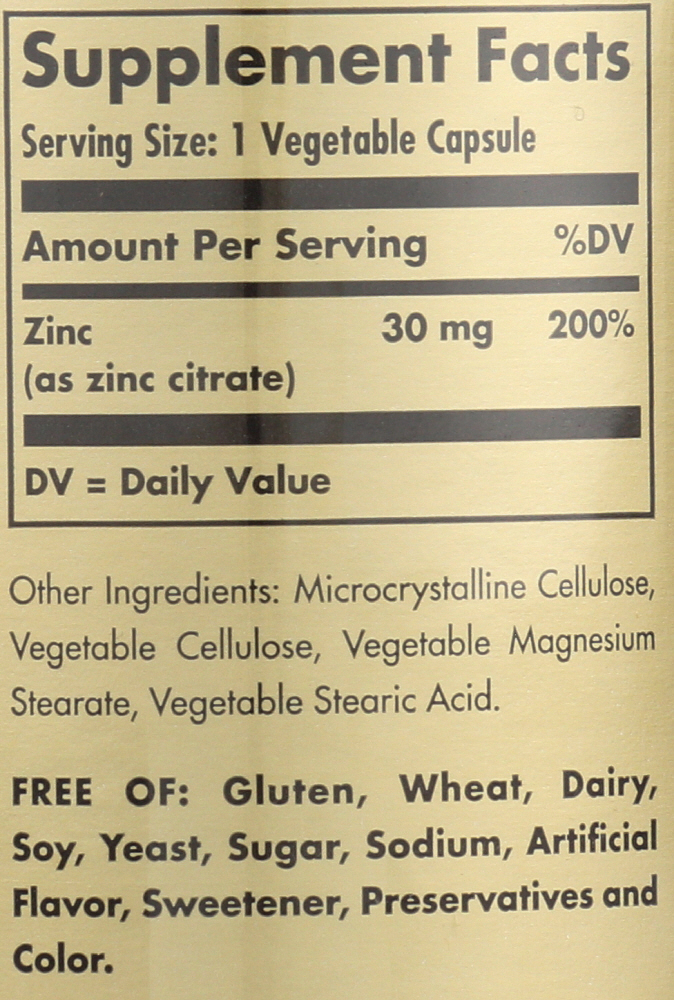 Supplement Facts
Serving Size: 1 Vegetable Capsule
Amount Per Serving %DV
Zinc 30 mg 200%
(as zinc citrate)
DV = Daily Value
Other Ingredients: Microcrystalline Cellulose,
Vegetable Cellulose, Vegetable Magnesium
Stearate, Vegetable Stearic Acid.
FREE OF: Gluten, Wheat, Dairy,
Soy, Yeast, Sugar, Sodium, Artificial
Flavor, Sweetener, Preservatives and
Color.